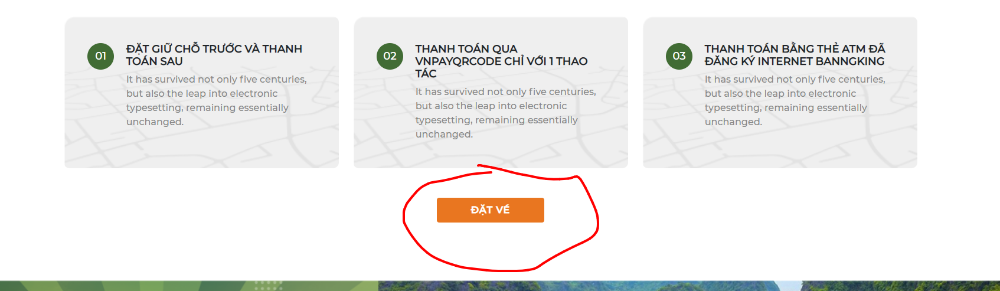 01
ĐẶT GIỮ CHỖ TRƯỚC VÀ THANH
TOÁN SAU
It has survived not only five centuries,
but also the leap into electronic
typesetting, remaining essentially
unchanged.
02
THANH TOÁN QUA
VNPAYQRCODE CHỈ VỚI 1 THAO
TÁC
It has survived not only five centuries,
but also the leap into electronic
typesetting, remaining essentially
unchanged.
03
THANH TOÁN BẰNG THẺ ATM ĐÃ
ĐĂNG KÝ INTERNET BANNGKING
It has survived not only five centuries,
but also the leap into electronic
typesetting, remaining essentially
unchanged.
ĐẶT VÉ